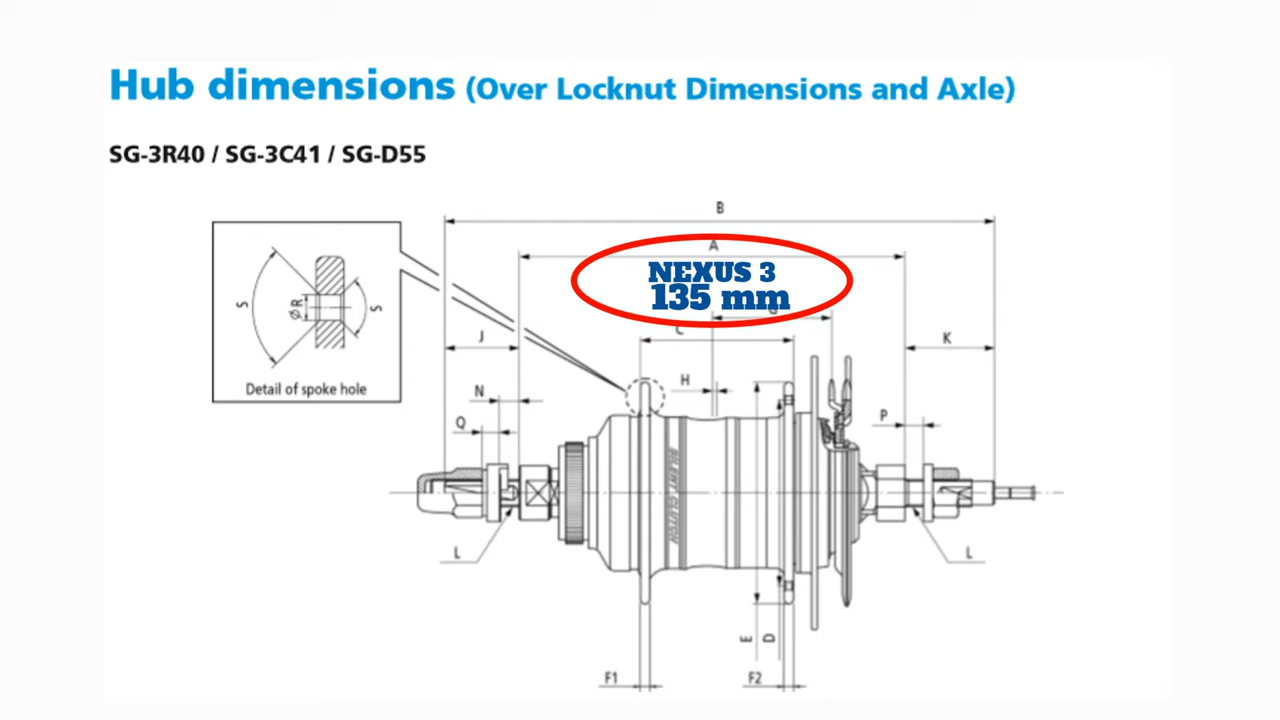 Hub dimensions (Over Locknut Dimensions and Axle)
SG-3R40 / SG-3C41 / SG-D55
B
A
NEXUS 3
135 mm
S
ØR
S
C
J
K
Detail of spoke hole
H
N
P
Q
L
L
E
D
F1
F2